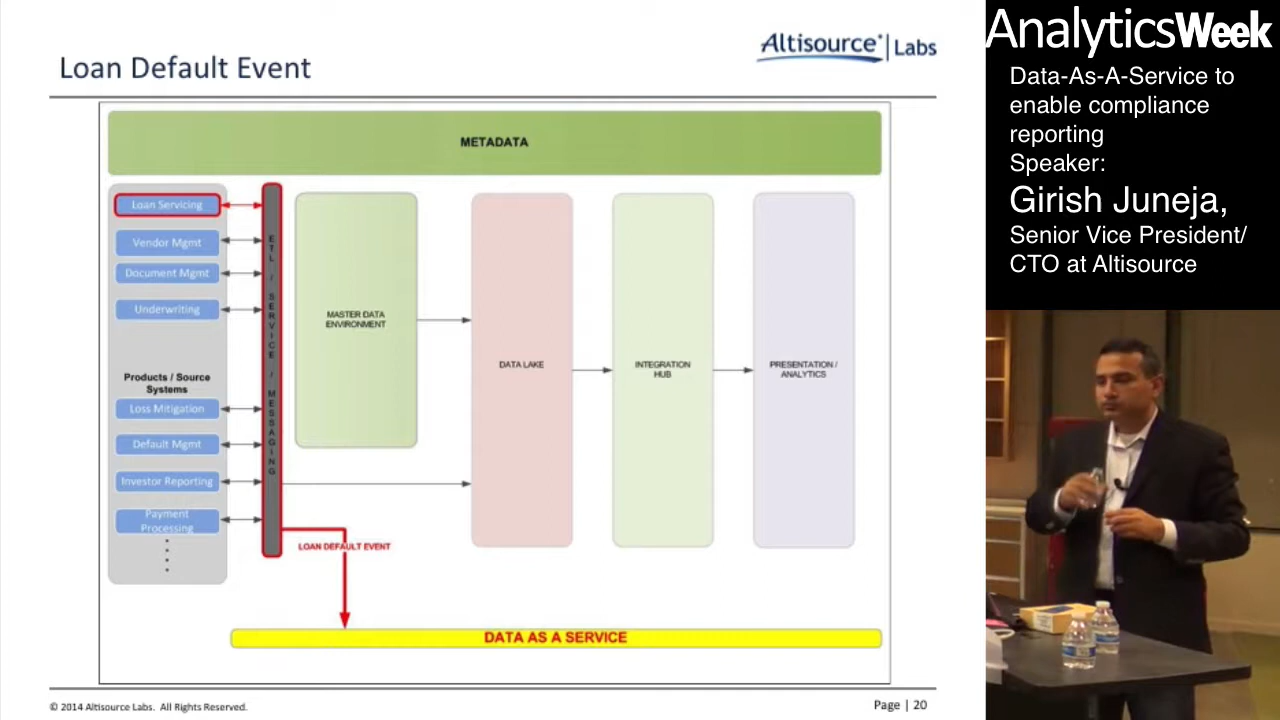 Loan Default Event
Altisource® | Labs
METADATA
Loan Servicing
Vendor Mgmt
Document Mgmt
Underwriting
Products / Source
Systems
Loss Mitigation
Default Mgmt
Investor Reporting
Payment
Processing
ETL / SERVICE / MESSAGING
MASTER DATA
ENVIRONMENT
DATA LAKE
INTEGRATION
HUB
PRESENTATION /
ANALYTICS
LOAN DEFAULT EVENT
DATA AS A SERVICE
© 2014 Altisource Labs. All Rights Reserved.
Page | 20
AnalyticsWeek
Data-As-A-Service to
enable compliance
reporting
Speaker:
Girish Juneja,
Senior Vice President/
CTO at Altisource